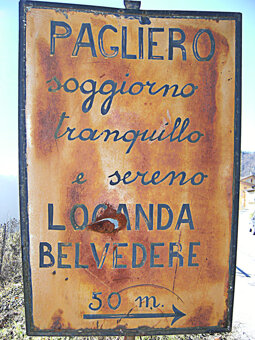 PAGLIERO
soggiorno
tranquillo
e sereno
LOCANDA
BELVEDERE
50 m.